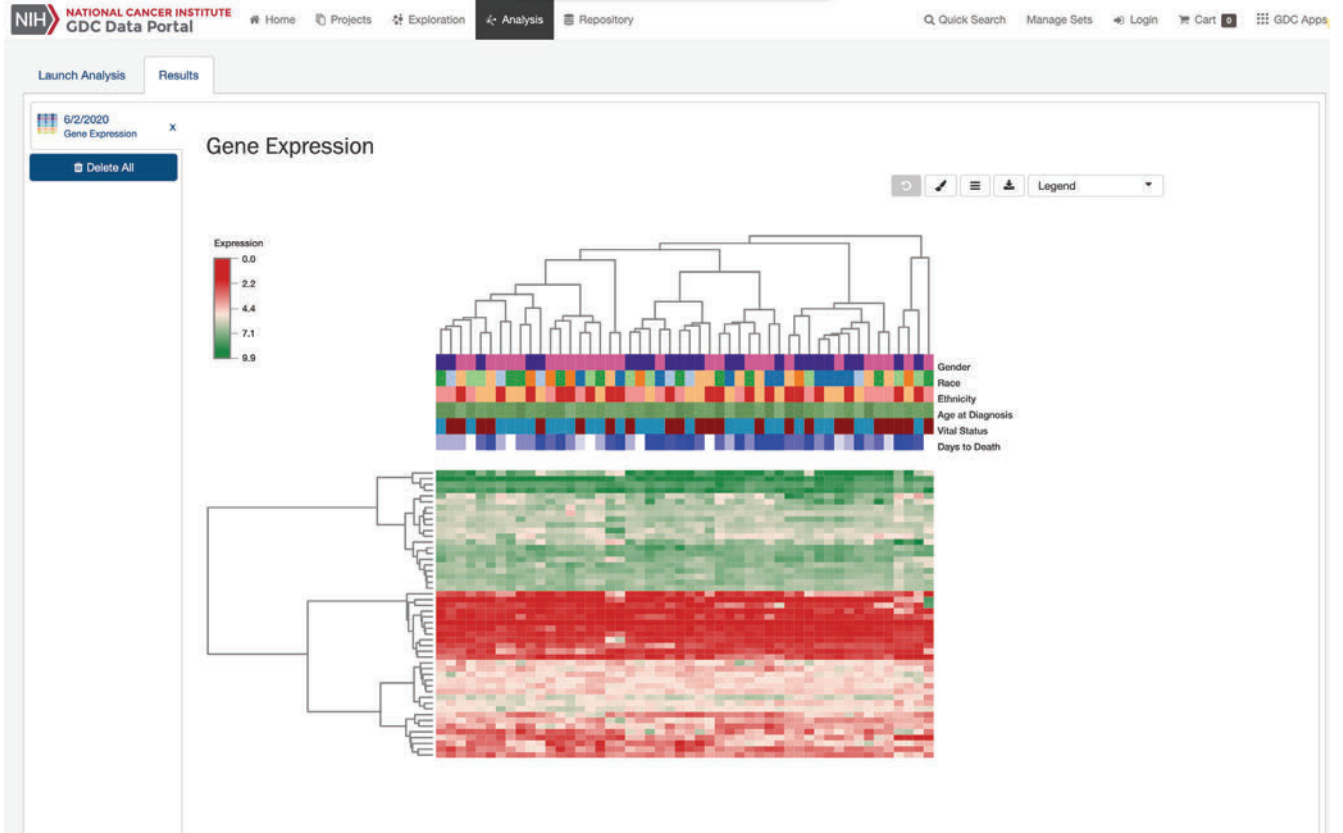 NIH NATIONAL CANCER INSTITUTE
GDC Data Portal
Home Projects Exploration Analysis Repository
Quick Search Manage Sets Login Cart 0 GDC Apps
Launch Analysis Results
6/2/2020
Gene Expression x
Delete All
Gene Expression
Legend
Expression
0.0
2.2
4.4
7.1
9.9
Gender
Race
Ethnicity
Age at Diagnosis
Vital Status
Days to Death